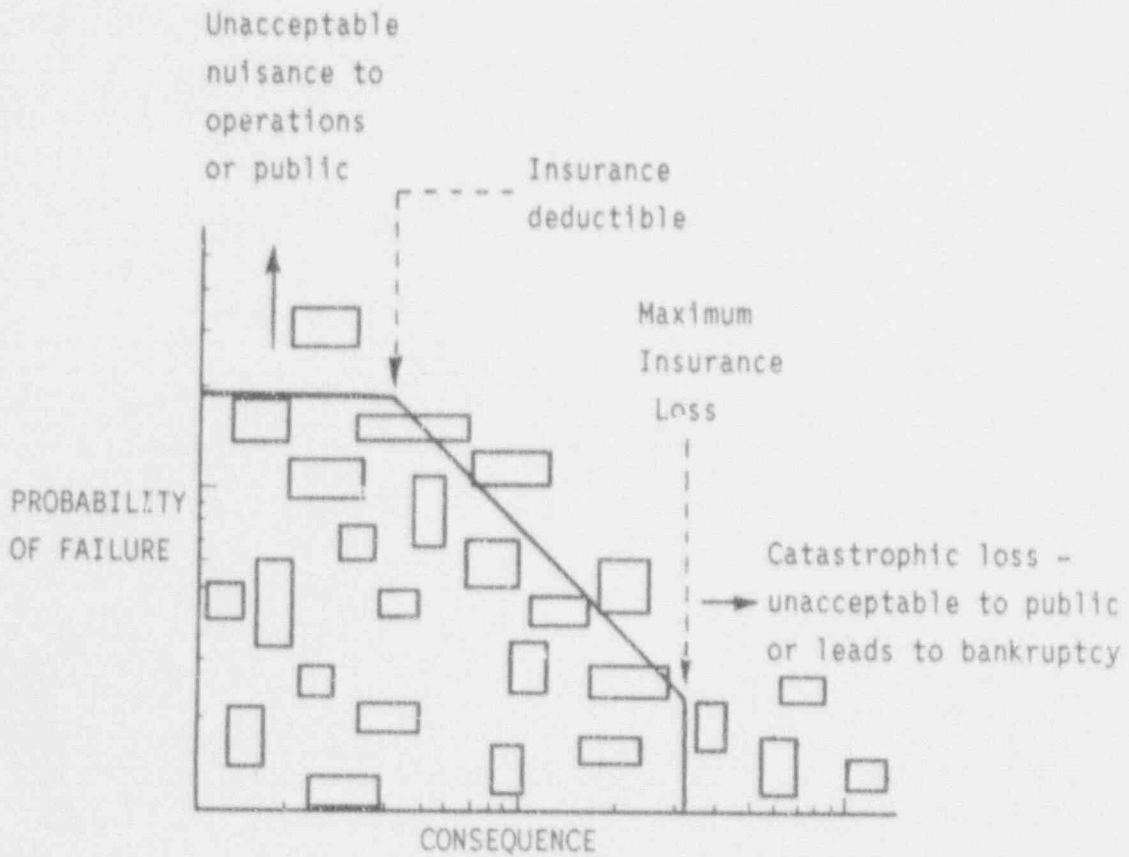 Unacceptable
nuisance to
operations
or public
Insurance
deductible
Maximum
Insurance
Loss
PROBABILITY
OF FAILURE
Catastrophic loss -
unacceptable to public
or leads to bankruptcy
CONSEQUENCE